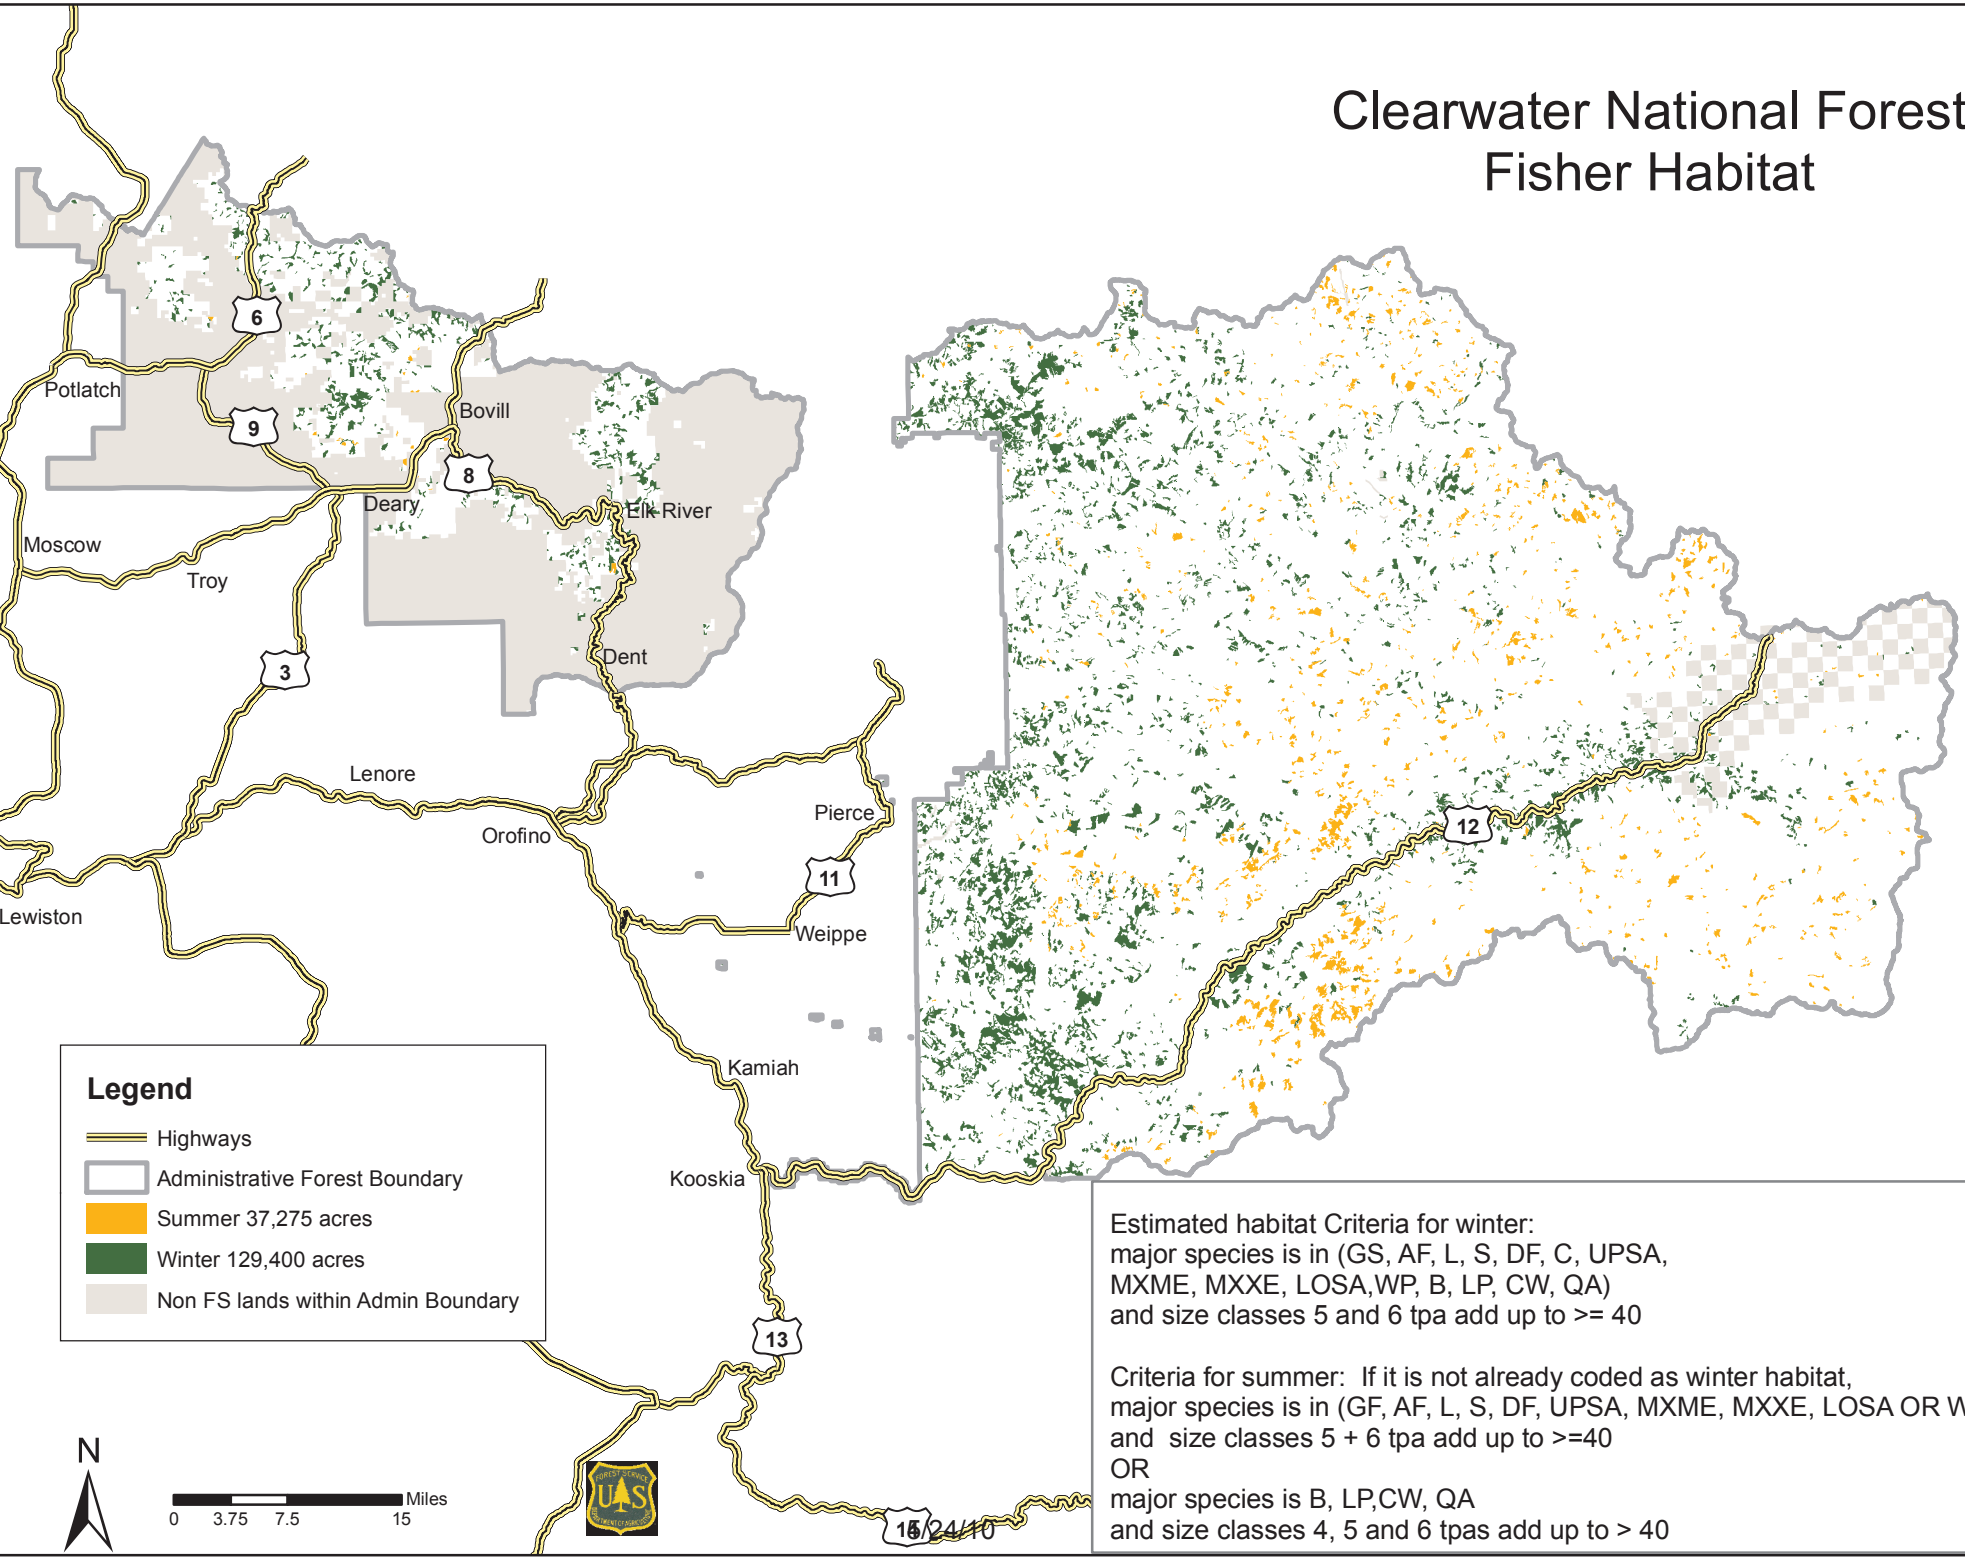 Clearwater National Forest
Fisher Habitat
6
Potlatch
9
Bovill
8
Deary
Elk River
Moscow
Troy
3
Dent
Lenore
Orofino
Pierce
11
12
Lewiston
Weippe
Kamiah
Kooskia
13
Legend
Highways
Administrative Forest Boundary
Summer 37,275 acres
Winter 129,400 acres
Non FS lands within Admin Boundary
Estimated habitat Criteria for winter:
major species is in (GS, AF, L, S, DF, C, UPSA,
MXME, MXXE, LOSA,WP, B, LP, CW, QA)
and size classes 5 and 6 tpa add up to >= 40
Criteria for summer:  If it is not already coded as winter habitat,
major species is in (GF, AF, L, S, DF, UPSA, MXME, MXXE, LOSA OR W
and  size classes 5 + 6 tpa add up to >=40
OR
major species is B, LP,CW, QA
and size classes 4, 5 and 6 tpas add up to > 40
N
Miles
0 3.75 7.5 15
FOREST SERVICE
U S
DEPARTMENT OF AGRICULTURE
/24/10